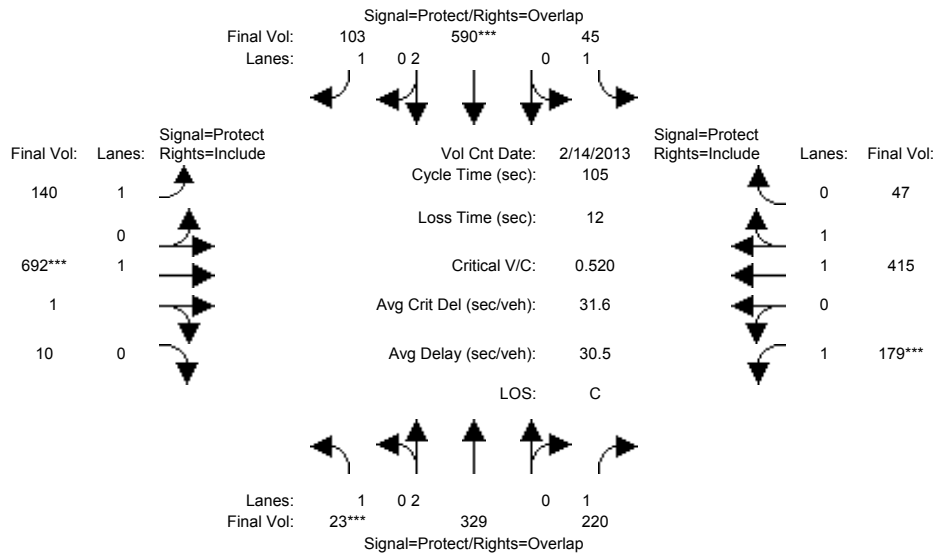 Signal=Protect/Rights=Overlap
Final Vol: 103 590*** 45
Lanes: 1 0 2 0 1
Signal=Protect Signal=Protect
Final Vol: Lanes: Rights=Include Vol Cnt Date: 2/14/2013 Rights=Include Lanes: Final Vol:
Cycle Time (sec): 105
140 1 0 47
Loss Time (sec): 12
0 1
692*** 1 Critical V/C: 0.520 1 415
1 Avg Crit Del (sec/veh): 31.6 0
10 0 Avg Delay (sec/veh): 30.5 1 179***
LOS: C
Lanes: 1 0 2 0 1
Final Vol: 23*** 329 220
Signal=Protect/Rights=Overlap